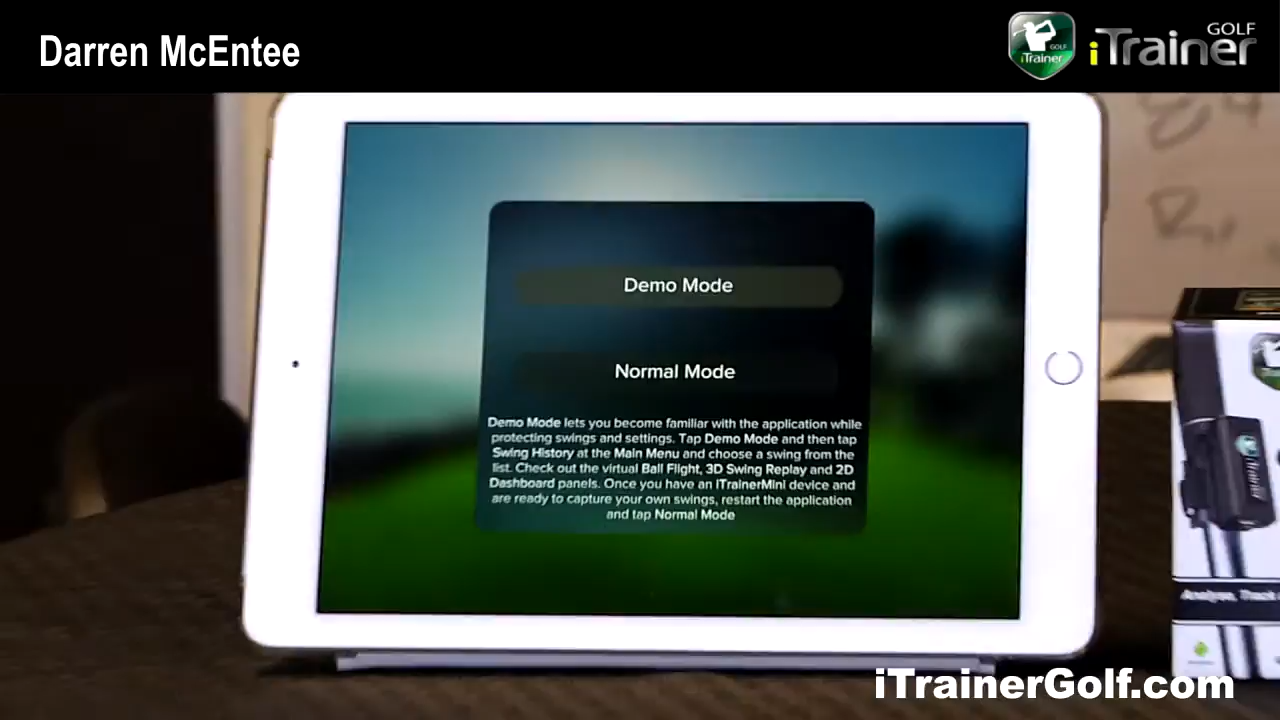 Darren McEntee
GOLF
iTrainer
GOLF
iTrainer
Demo Mode
Normal Mode
Demo Mode lets you become familiar with the application while
protecting swings and settings. Tap Demo Mode and then tap
Swing History at the Main Menu and choose a swing from the
list. Check out the virtual Ball Flight, 3D Swing Replay and 2D
Dashboard panels. Once you have an iTrainerMini device and
are ready to capture your own swings, restart the application
and tap Normal Mode
iTrainer
Analyse, Track
iTrainerGolf.com